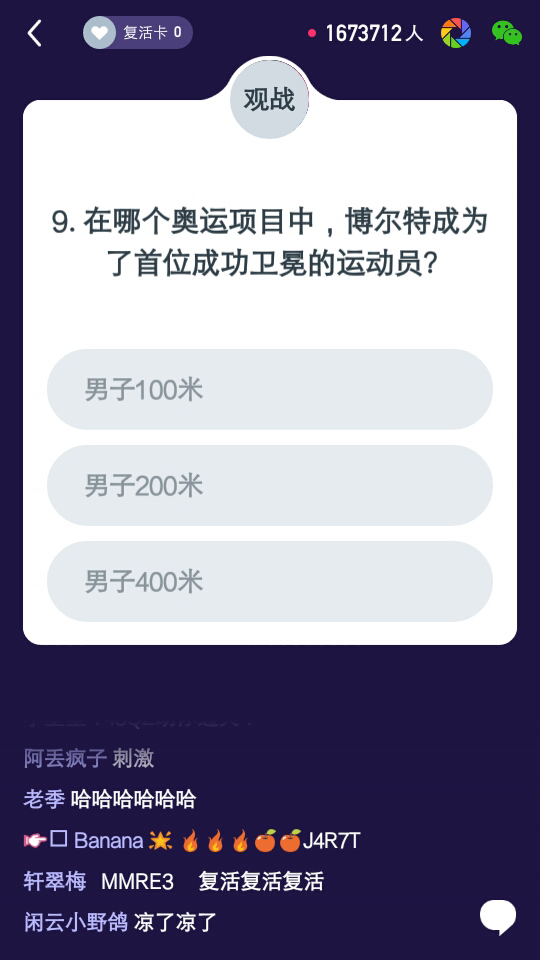 复活卡 0
1673712人
观战
9. 在哪个奥运项目中，博尔特成为
了首位成功卫冕的运动员?
男子100米
男子200米
男子400米
阿丢疯子 刺激
老季 哈哈哈哈哈哈
Banana J4R7T
轩翠梅 MMRE3 复活复活复活
闲云小野鸽 凉了凉了